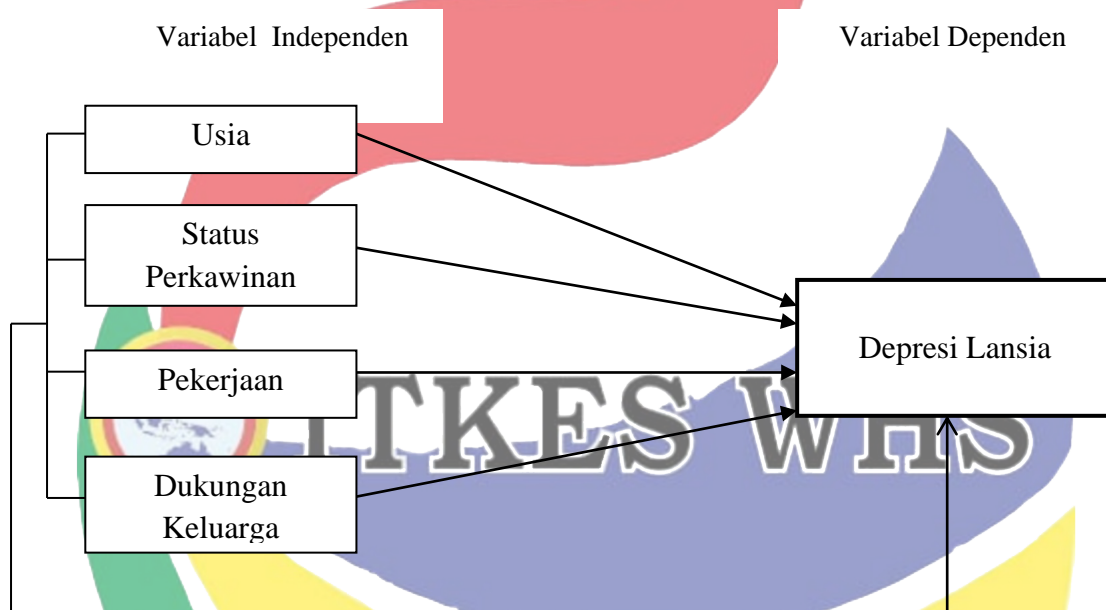 Variabel Independen
Variabel Dependen
Usia
Status
Perkawinan
Depresi Lansia
Pekerjaan
ITKES WHS
Dukungan
Keluarga